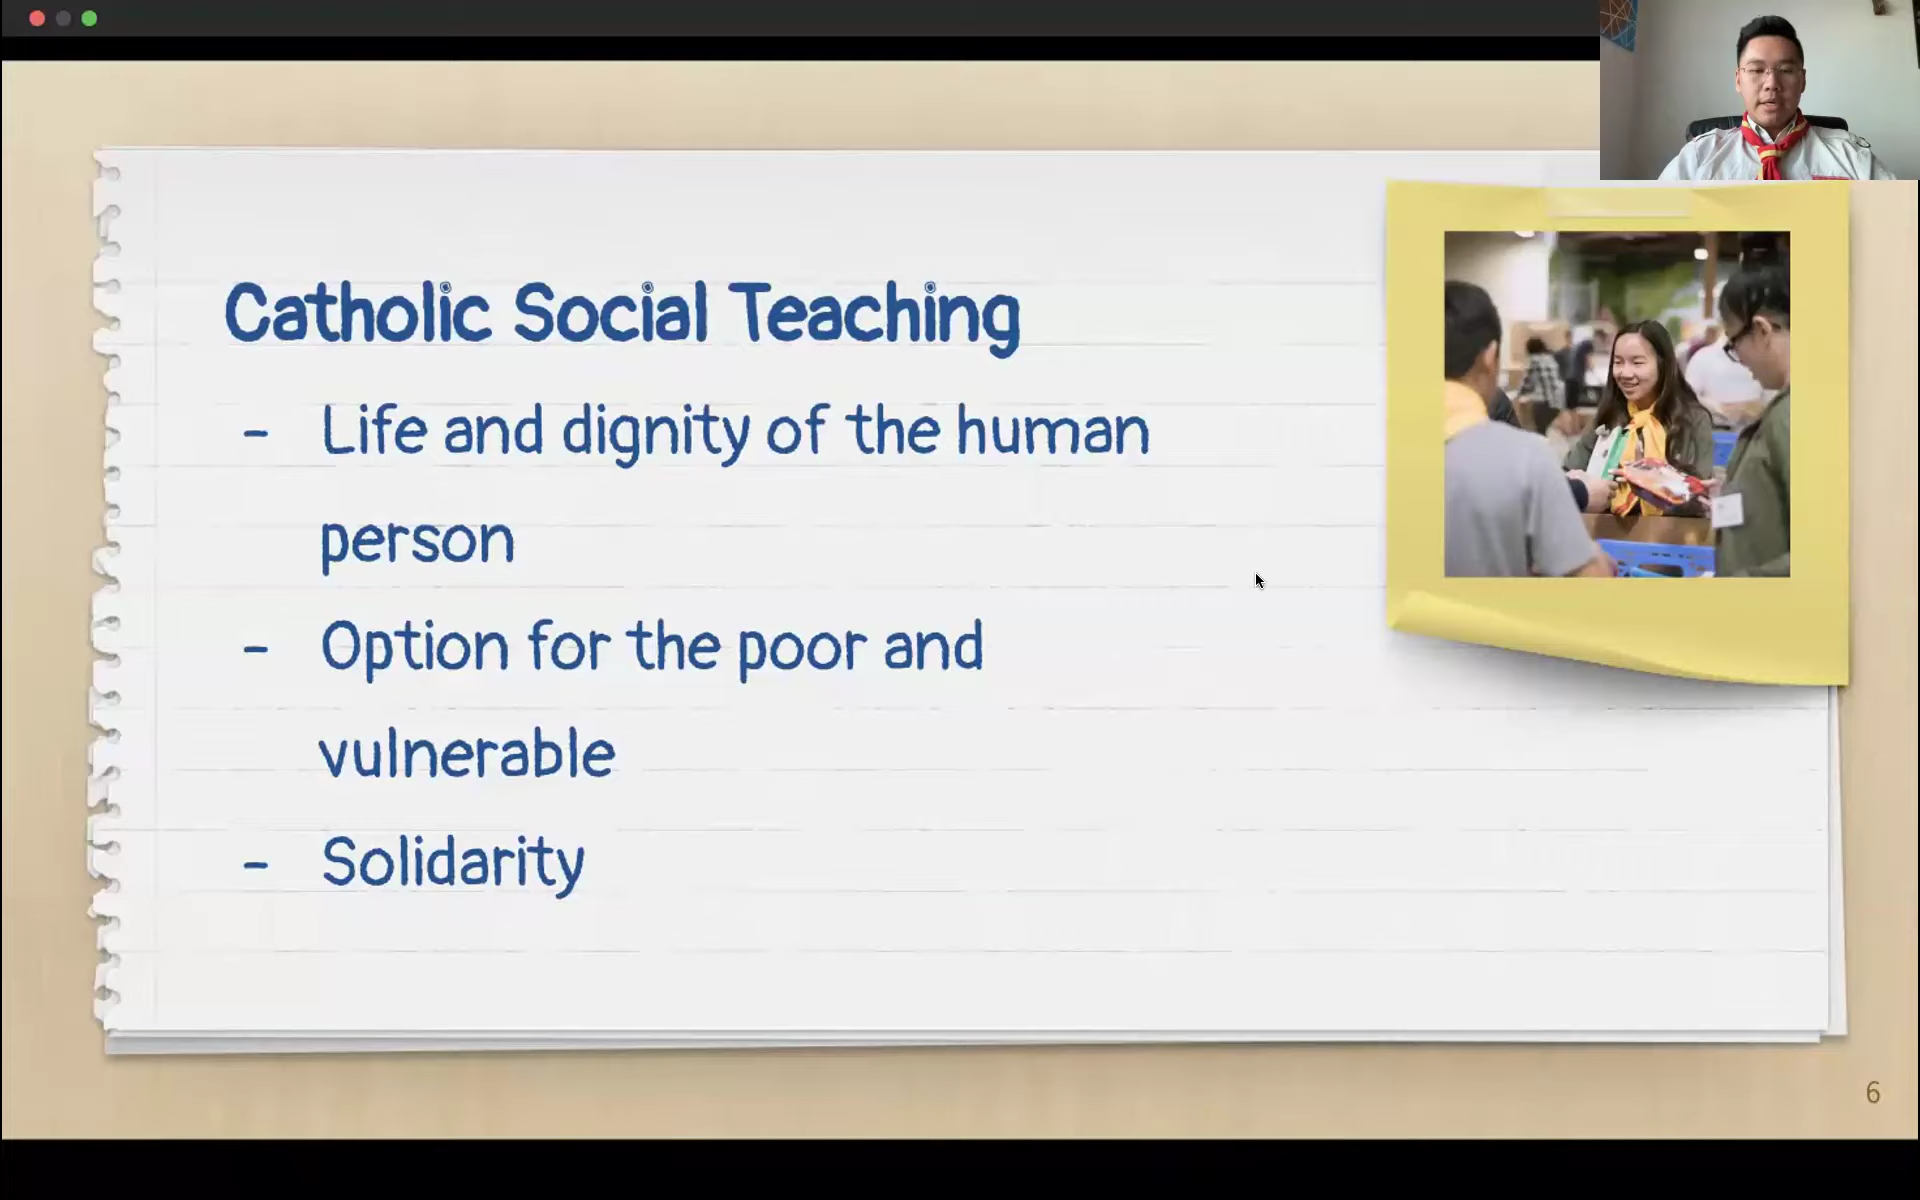 Catholic Social Teaching
- Life and dignity of the human
person
- Option for the poor and
vulnerable
- Solidarity
6